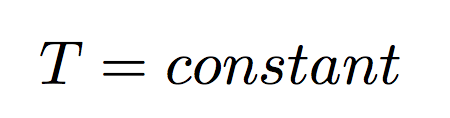 T = constant